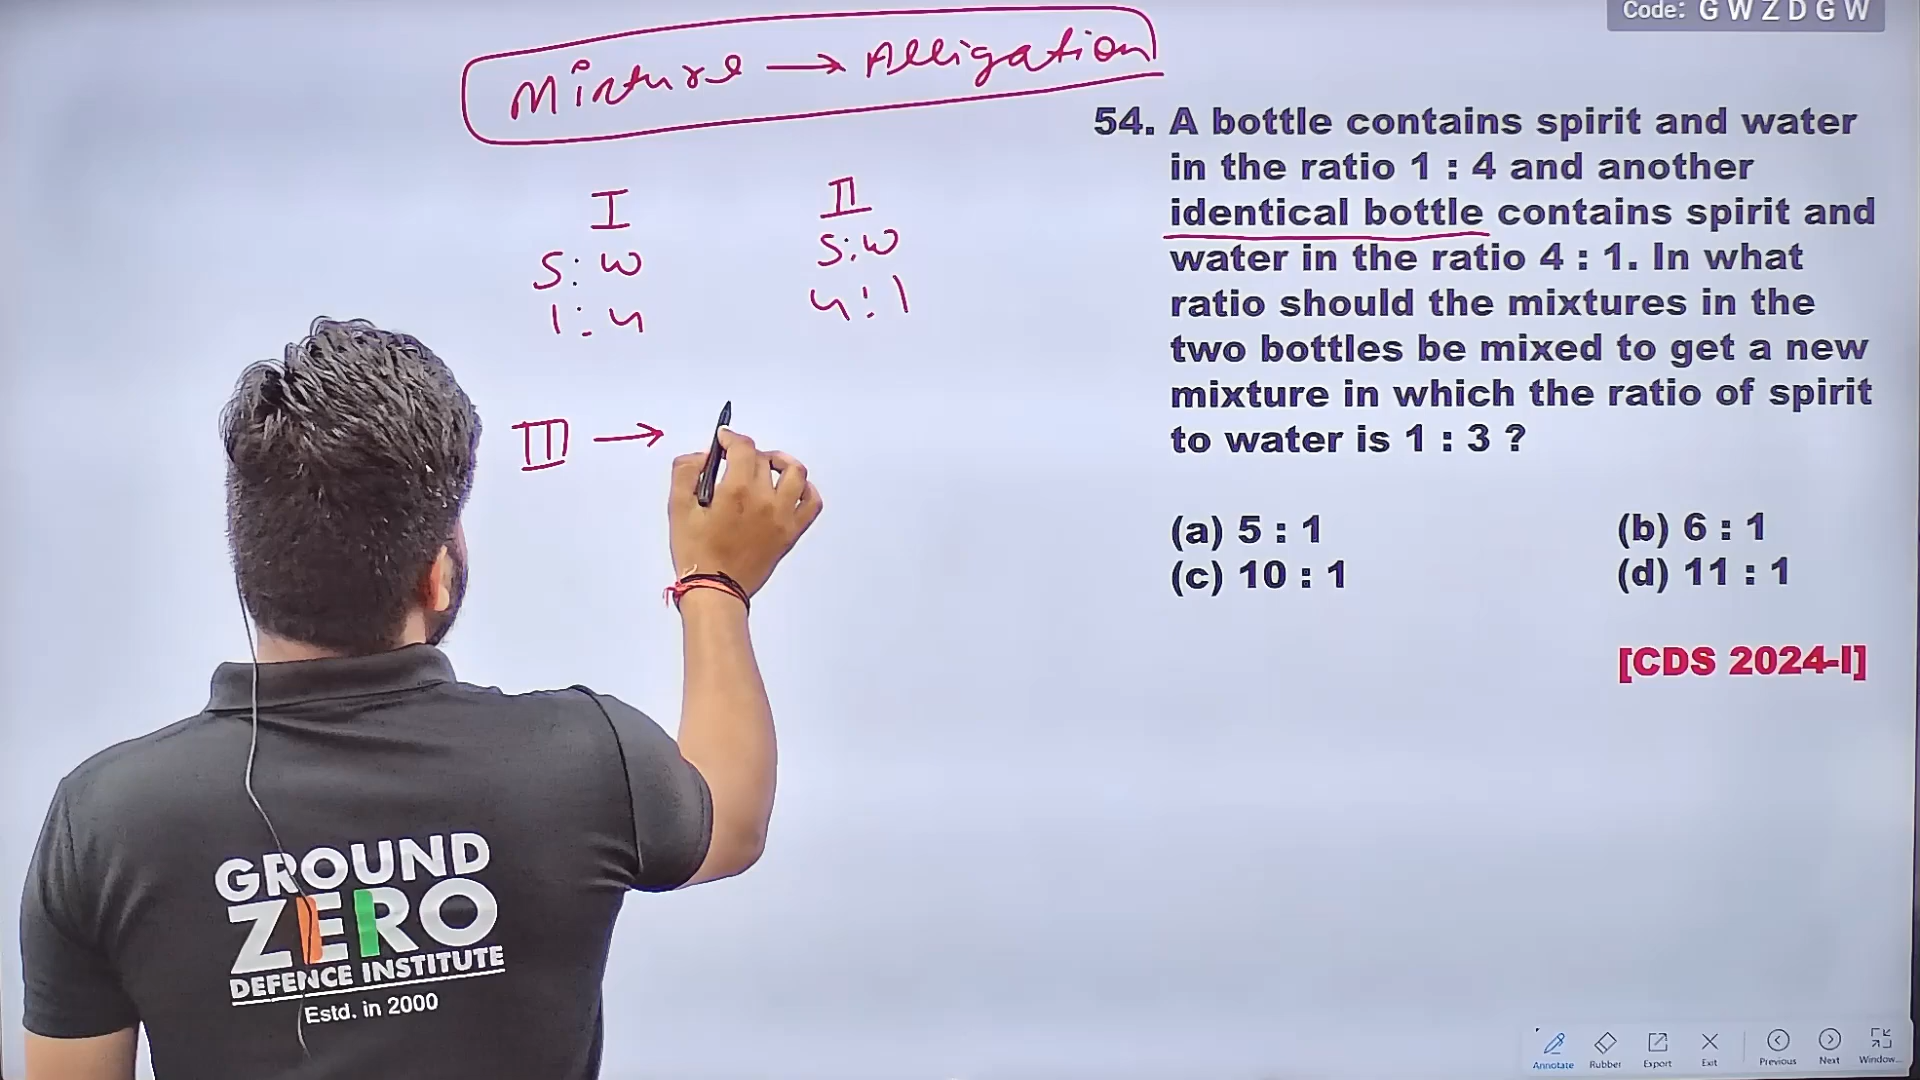 Code: G W Z D G W
Mixture → Alligation
54. A bottle contains spirit and water
in the ratio 1 : 4 and another
identical bottle contains spirit and
water in the ratio 4 : 1. In what
ratio should the mixtures in the
two bottles be mixed to get a new
mixture in which the ratio of spirit
to water is 1 : 3 ?
(a) 5 : 1 (b) 6 : 1
(c) 10 : 1 (d) 11 : 1
[CDS 2024-I]
I II
S : W S : W
1 : 4 4 : 1
III →
GROUND
ZERO
DEFENCE INSTITUTE
Estd. in 2000
Annotate Rubber Export Exit Previous Next Window...